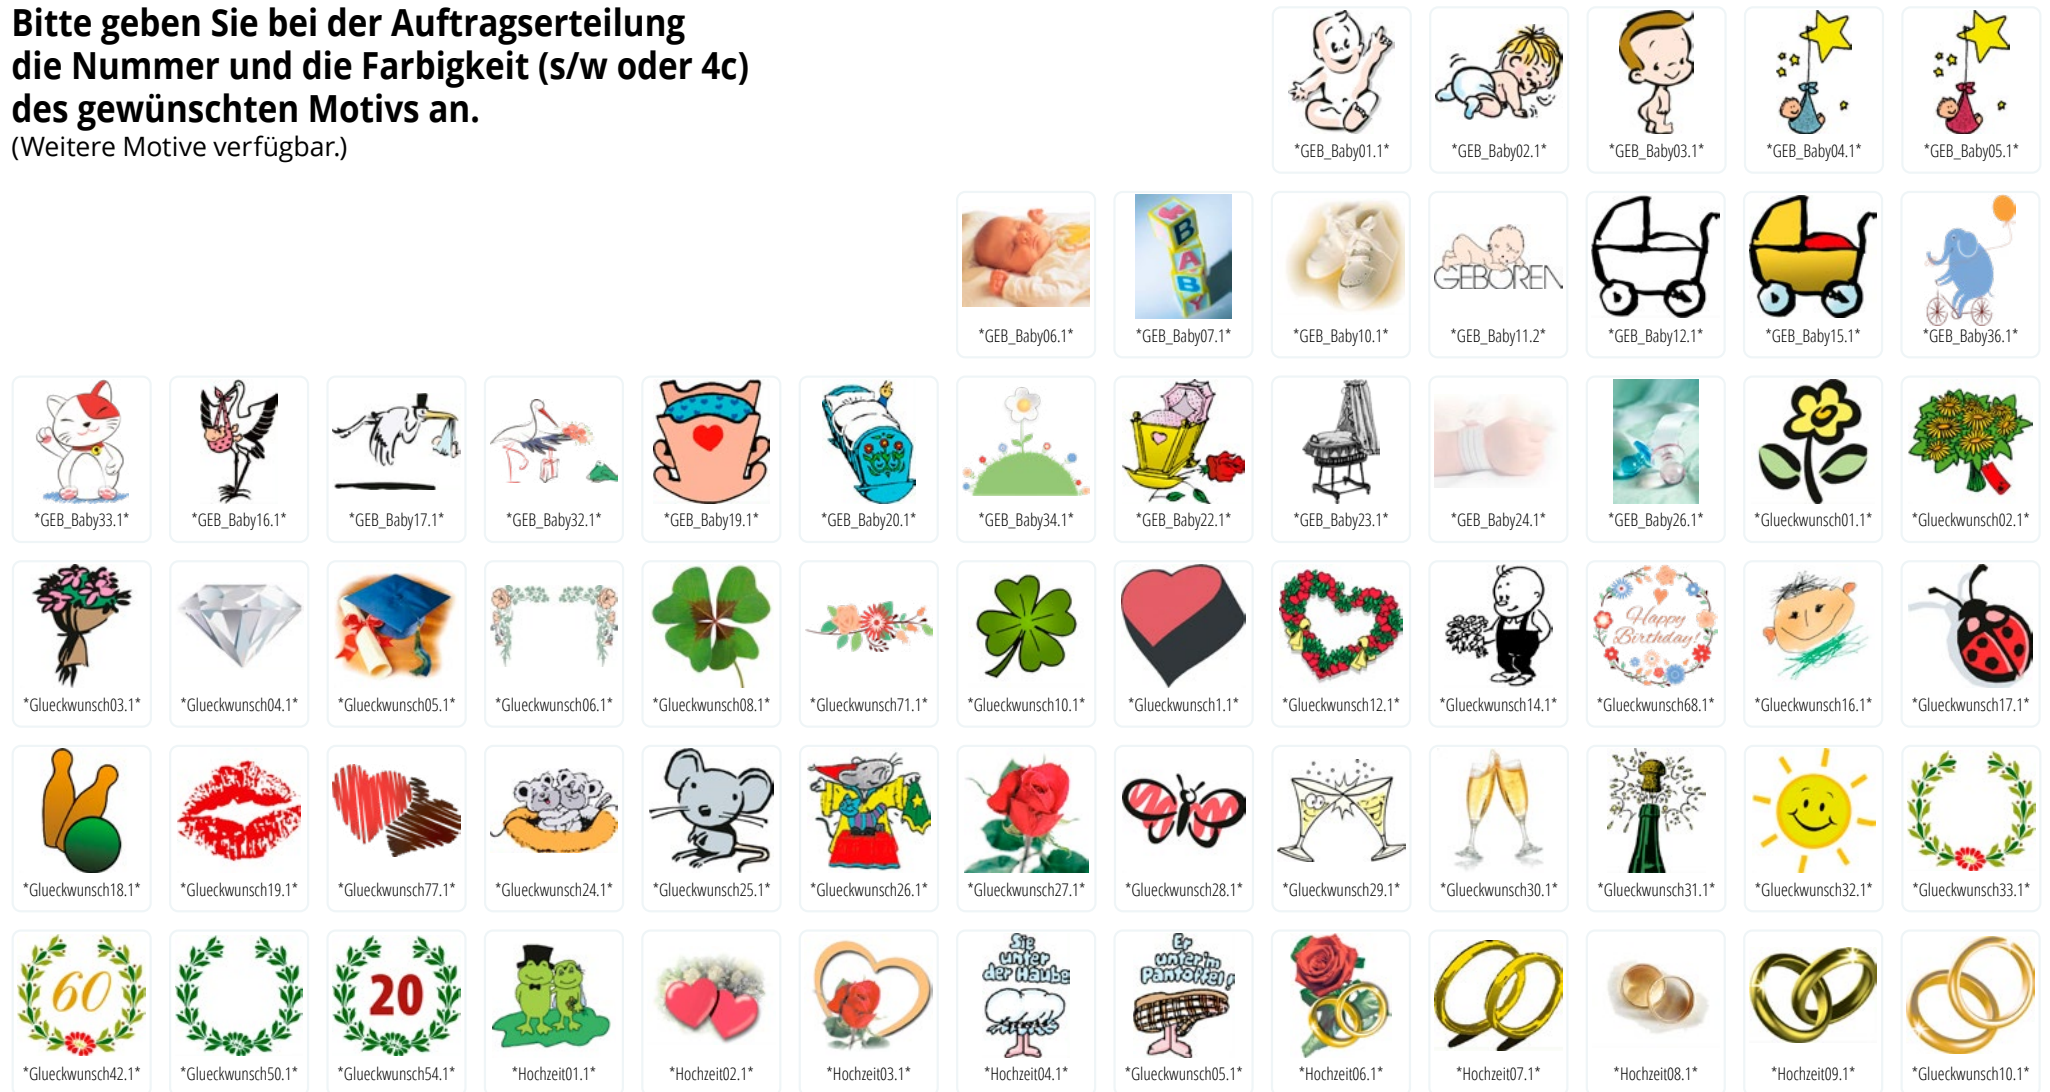 Bitte geben Sie bei der Auftragserteilung
die Nummer und die Farbigkeit (s/w oder 4c)
des gewünschten Motivs an.
(Weitere Motive verfügbar.)
*GEB_Baby01.1* *GEB_Baby02.1* *GEB_Baby03.1* *GEB_Baby04.1* *GEB_Baby05.1*
B
A
B
Y
GEBOREN
*GEB_Baby06.1* *GEB_Baby07.1* *GEB_Baby10.1* *GEB_Baby11.2* *GEB_Baby12.1* *GEB_Baby15.1* *GEB_Baby36.1*
*GEB_Baby33.1* *GEB_Baby16.1* *GEB_Baby17.1* *GEB_Baby32.1* *GEB_Baby19.1* *GEB_Baby20.1* *GEB_Baby34.1* *GEB_Baby22.1* *GEB_Baby23.1* *GEB_Baby24.1* *GEB_Baby26.1* *Glueckwunsch01.1* *Glueckwunsch02.1*
Happy
Birthday!
*Glueckwunsch03.1* *Glueckwunsch04.1* *Glueckwunsch05.1* *Glueckwunsch06.1* *Glueckwunsch08.1* *Glueckwunsch71.1* *Glueckwunsch10.1* *Glueckwunsch1.1* *Glueckwunsch12.1* *Glueckwunsch14.1* *Glueckwunsch68.1* *Glueckwunsch16.1* *Glueckwunsch17.1*
*Glueckwunsch18.1* *Glueckwunsch19.1* *Glueckwunsch77.1* *Glueckwunsch24.1* *Glueckwunsch25.1* *Glueckwunsch26.1* *Glueckwunsch27.1* *Glueckwunsch28.1* *Glueckwunsch29.1* *Glueckwunsch30.1* *Glueckwunsch31.1* *Glueckwunsch32.1* *Glueckwunsch33.1*
60
20
Sie
unter
der Haube
Er
unterm
Pantoffel!
*Glueckwunsch42.1* *Glueckwunsch50.1* *Glueckwunsch54.1* *Hochzeit01.1* *Hochzeit02.1* *Hochzeit03.1* *Hochzeit04.1* *Glueckwunsch05.1* *Hochzeit06.1* *Hochzeit07.1* *Hochzeit08.1* *Hochzeit09.1* *Glueckwunsch10.1*